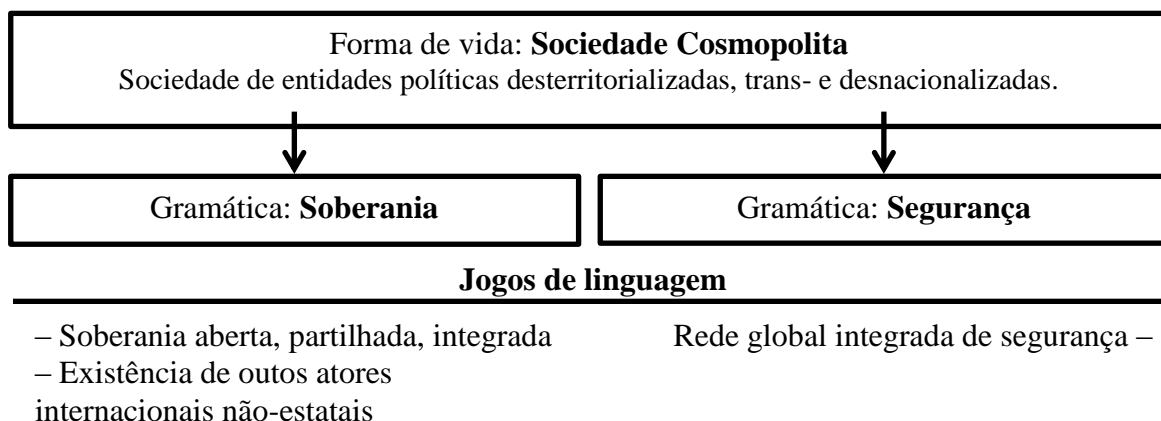 Forma de vida: Sociedade Cosmopolita
Sociedade de entidades políticas desterritorializadas, trans- e desnacionalizadas.
Gramática: Soberania
Gramática: Segurança
Jogos de linguagem
– Soberania aberta, partilhada, integrada
– Existência de outos atores
internacionais não-estatais
Rede global integrada de segurança –